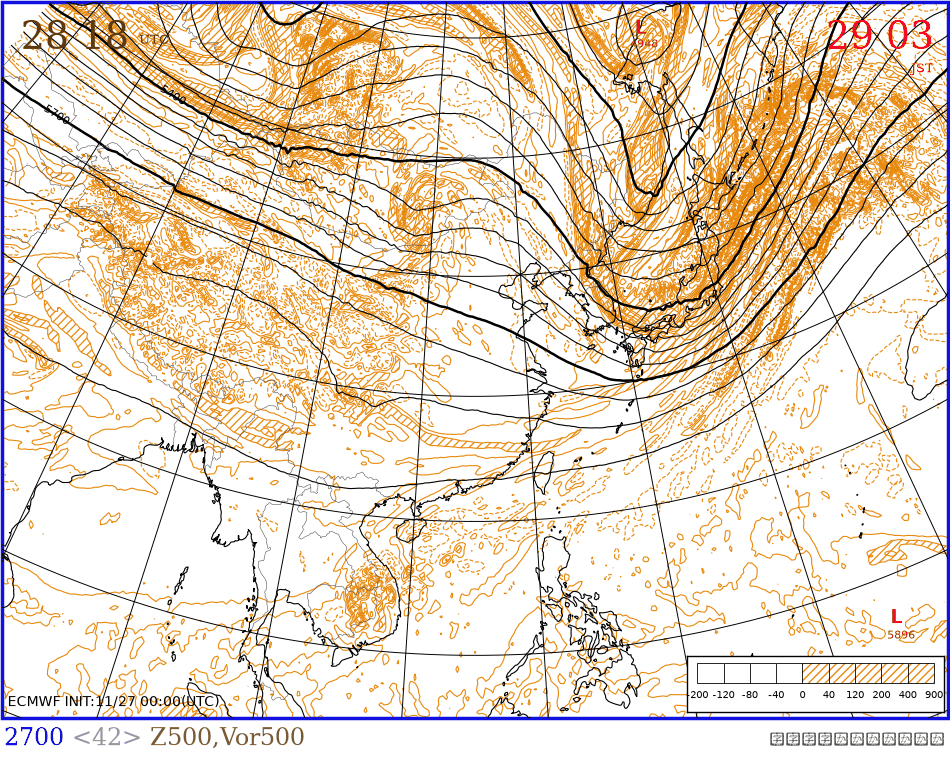 28 18 UTC
29 03 JST
L
4948
5400
5700
L
5896
-200 -120 -80 -40 0 40 120 200 400 900
ECMWF INIT:11/27 00:00(UTC)
2700 <42> Z500,Vor500